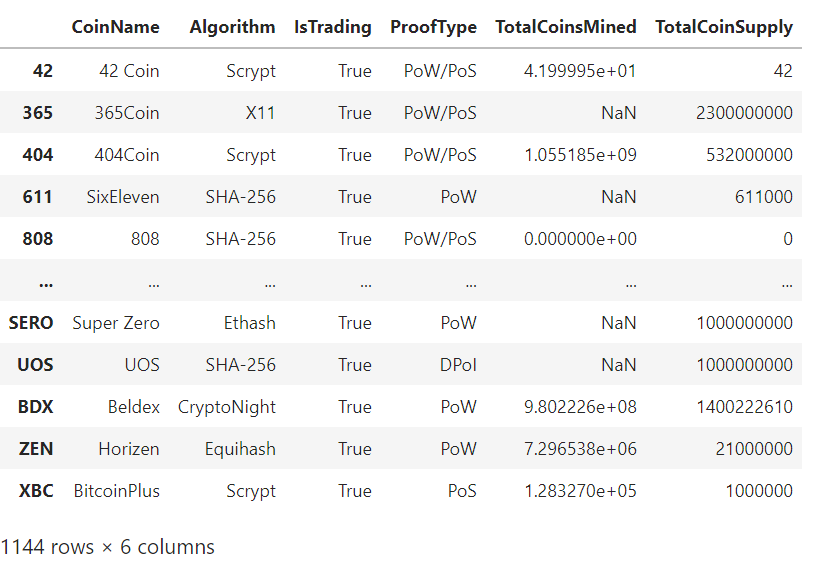 CoinName Algorithm IsTrading ProofType TotalCoinsMined TotalCoinSupply
42 42 Coin Scrypt True PoW/PoS 4.199995e+01 42
365 365Coin X11 True PoW/PoS NaN 2300000000
404 404Coin Scrypt True PoW/PoS 1.055185e+09 532000000
611 SixEleven SHA-256 True PoW NaN 611000
808 808 SHA-256 True PoW/PoS 0.000000e+00 0
... ... ... ... ... ... ...
SERO Super Zero Ethash True PoW NaN 1000000000
UOS UOS SHA-256 True DPoI NaN 1000000000
BDX Beldex CryptoNight True PoW 9.802226e+08 1400222610
ZEN Horizen Equihash True PoW 7.296538e+06 21000000
XBC BitcoinPlus Scrypt True PoS 1.283270e+05 1000000
1144 rows × 6 columns